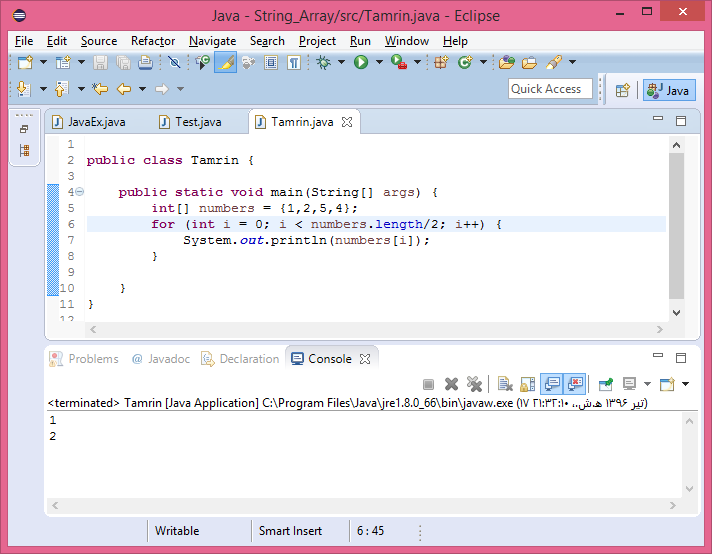 Java - String_Array/src/Tamrin.java - Eclipse
File Edit Source Refactor Navigate Search Project Run Window Help
Quick Access
Java
JavaEx.java Test.java Tamrin.java
1
2 public class Tamrin {
3
4 public static void main(String[] args) {
5 int[] numbers = {1,2,5,4};
6 for (int i = 0; i < numbers.length/2; i++) {
7 System.out.println(numbers[i]);
8 }
9
10 }
11 }
12
Problems @ Javadoc Declaration Console
<terminated> Tamrin [Java Application] C:\Program Files\Java\jre1.8.0_66\bin\javaw.exe (۱۷ تیر ۱۳۹۶ ه‍.ش.،‏ ۲۱:۳۲:۱۰)
1
2
Writable Smart Insert 6 : 45